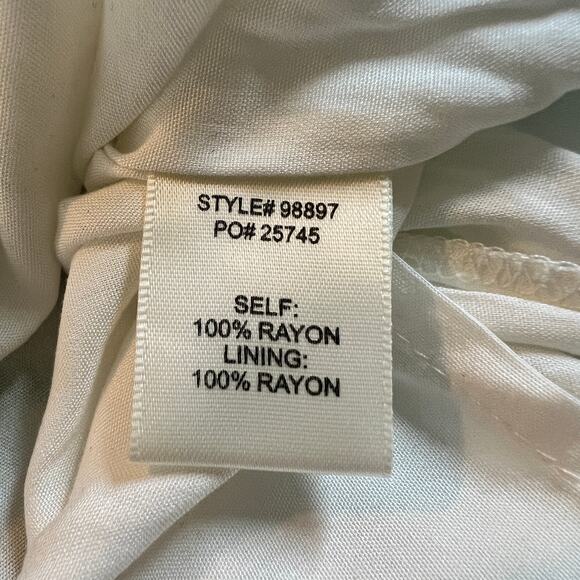 STYLE# 98897
PO# 25745
SELF:
100% RAYON
LINING:
100% RAYON